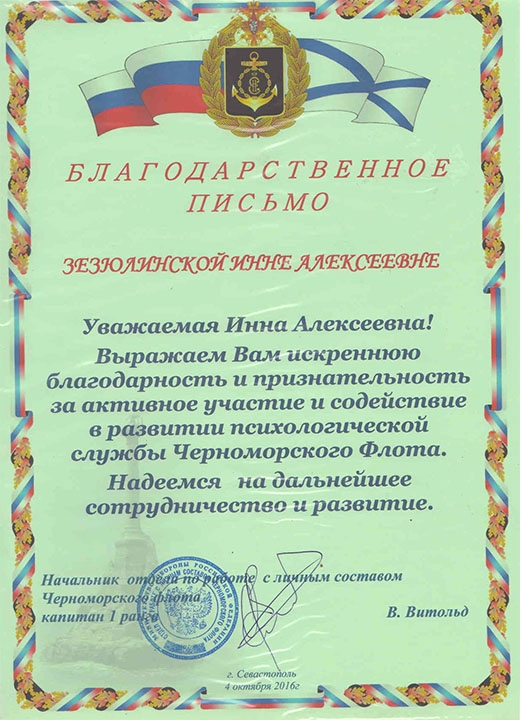 БЛАГОДАРСТВЕННОЕ
ПИСЬМО
ЗЕЗЮЛИНСКОЙ ИННЕ АЛЕКСЕЕВНЕ
Уважаемая Инна Алексеевна!
Выражаем Вам искреннюю
благодарность и признательность
за активное участие и содействие
в развитии психологической
службы Черноморского Флота.
Надеемся на дальнейшее
сотрудничество и развитие.
Начальник отдела по работе с личным составом
Черноморского флота
капитан 1 ранга
В. Витольд
г. Севастополь
4 октября 2016г